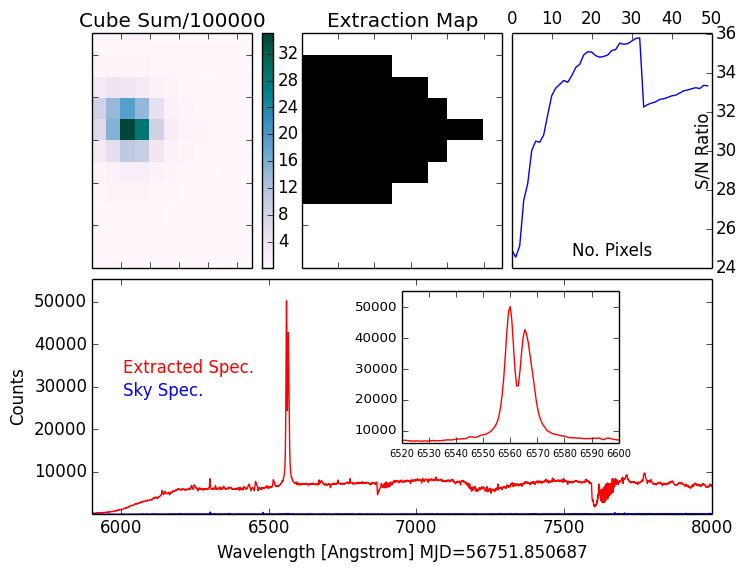 Cube Sum/100000
Extraction Map
0 10 20 30 40 50
32
28
24
20
16
12
8
4
36
34
32
30
28
26
24
S/N Ratio
No. Pixels
50000
40000
30000
20000
10000
Counts
Extracted Spec.
Sky Spec.
50000
40000
30000
20000
10000
6520 6530 6540 6550 6560 6570 6580 6590 6600
6000 6500 7000 7500 8000
Wavelength [Angstrom] MJD=56751.850687